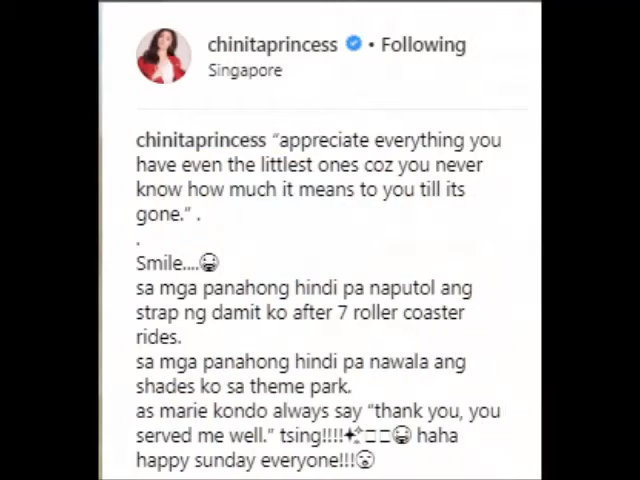 chinitaprincess • Following
Singapore
chinitaprincess “appreciate everything you
have even the littlest ones coz you never
know how much it means to you till its
gone.” .
.
Smile....😁
sa mga panahong hindi pa naputol ang
strap ng damit ko after 7 roller coaster
rides.
sa mga panahong hindi pa nawala ang
shades ko sa theme park.
as marie kondo always say “thank you, you
served me well.” tsing!!!!✨□□😁 haha
happy sunday everyone!!!😘